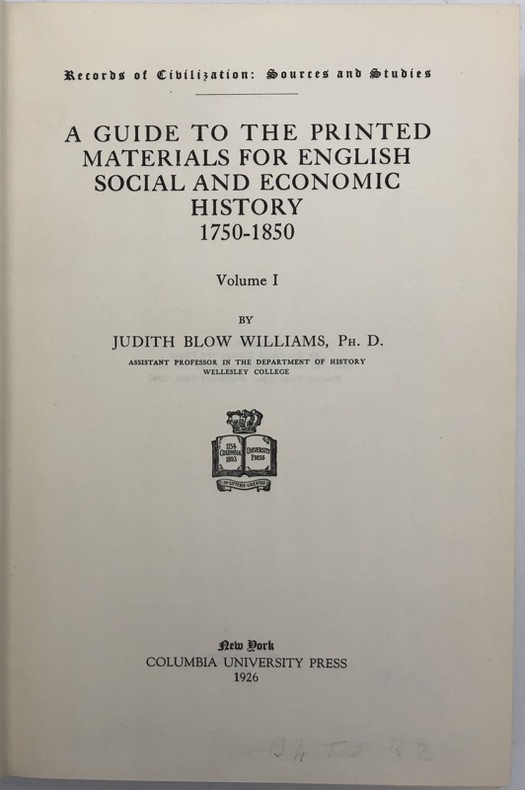 Records of Civilization: Sources and Studies
A GUIDE TO THE PRINTED
MATERIALS FOR ENGLISH
SOCIAL AND ECONOMIC
HISTORY
1750-1850
Volume I
BY
JUDITH BLOW WILLIAMS, PH. D.
ASSISTANT PROFESSOR IN THE DEPARTMENT OF HISTORY
WELLESLEY COLLEGE
1754
COLUMBIA
1893
UNIVERSITY
PRESS
New York
COLUMBIA UNIVERSITY PRESS
1926